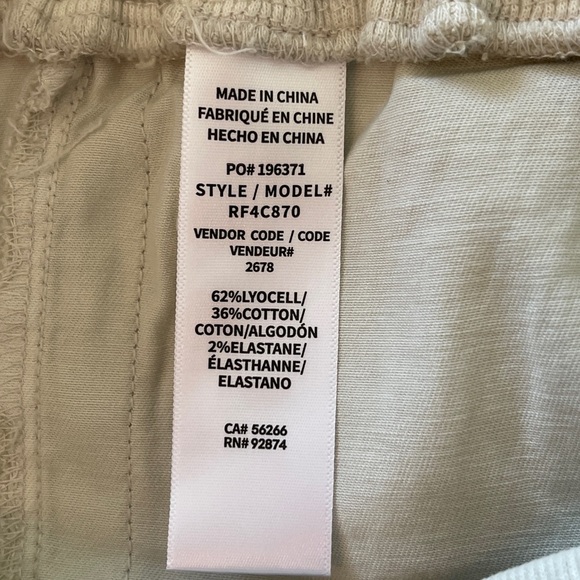 MADE IN CHINA
FABRIQUÉ EN CHINE
HECHO EN CHINA
PO# 196371
STYLE / MODEL#
RF4C870
VENDOR CODE / CODE
VENDEUR#
2678
62%LYOCELL/
36%COTTON/
COTON/ALGODÓN
2%ELASTANE/
ÉLASTHANNE/
ELASTANO
CA# 56266
RN# 92874